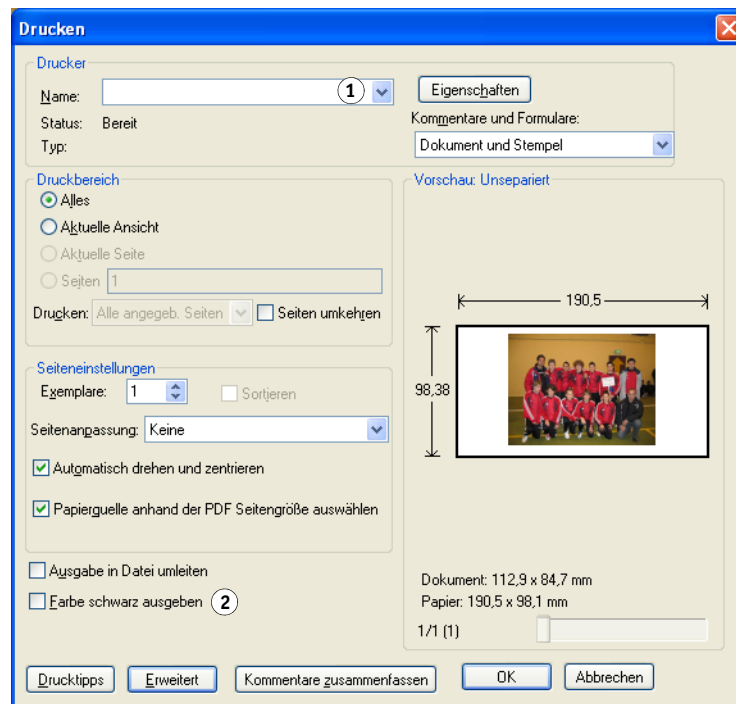 Drucken
Drucker
Name:
1
Eigenschaften
Status: Bereit
Kommentare und Formulare:
Typ:
Dokument und Stempel
Druckbereich
Alles
Aktuelle Ansicht
Aktuelle Seite
Seiten 1
Drucken: Alle angegeb. Seiten Seiten umkehren
Seiteneinstellungen
Exemplare: 1 Sortieren
Seitenanpassung: Keine
Automatisch drehen und zentrieren
Papierquelle anhand der PDF Seitengröße auswählen
Ausgabe in Datei umleiten
Farbe schwarz ausgeben 2
Vorschau: Unsepariert
190,5
98,38
Dokument: 112,9 x 84,7 mm
Papier: 190,5 x 98,1 mm
1/1 (1)
Drucktipps Erweitert Kommentare zusammenfassen OK Abbrechen